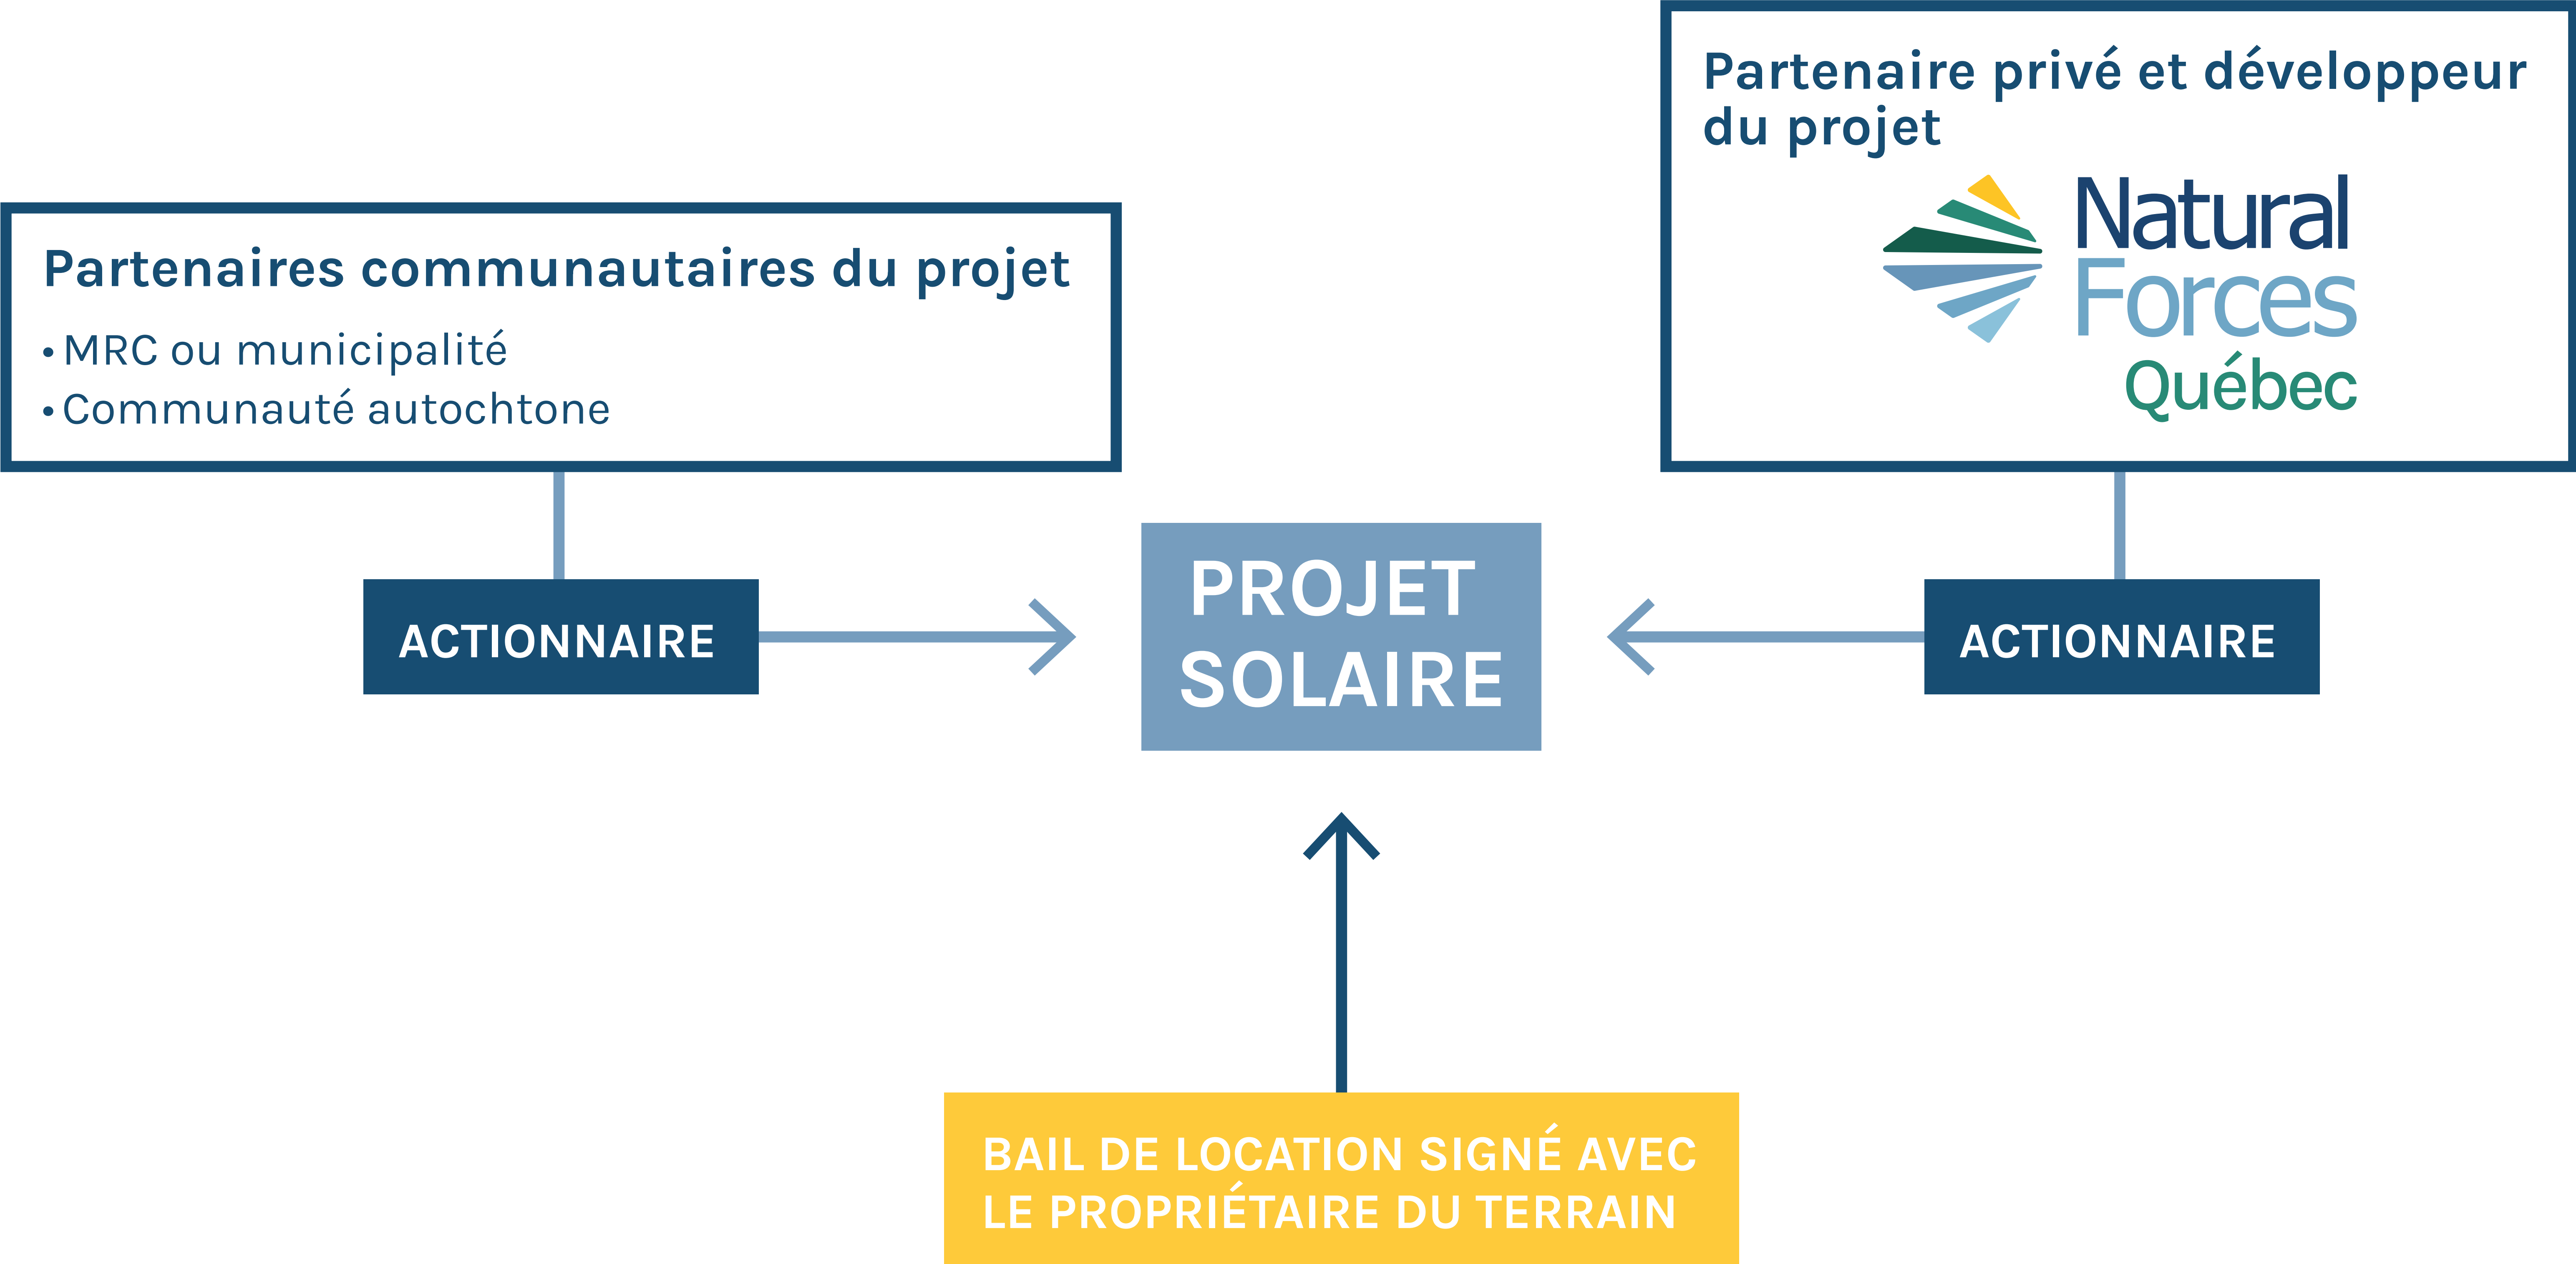 Partenaires communautaires du projet
• MRC ou municipalité
• Communauté autochtone
ACTIONNAIRE
PROJET
SOLAIRE
Partenaire privé et développeur
du projet
Natural
Forces
Québec
ACTIONNAIRE
BAIL DE LOCATION SIGNÉ AVEC
LE PROPRIÉTAIRE DU TERRAIN